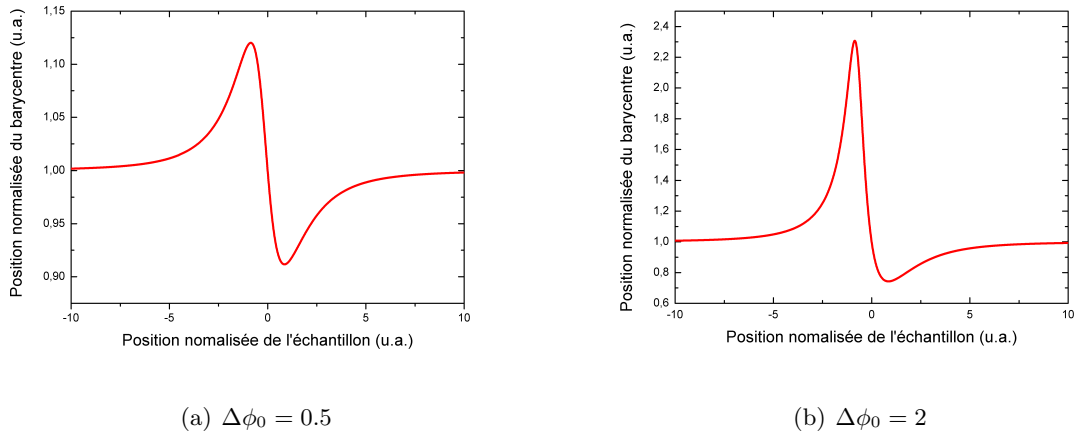 Position normalisée du barycentre (u.a.)
1,15
1,10
1,05
1,00
0,95
0,90
-10 -5 0 5 10
Position nomalisée de l'échantillon (u.a.)
(a) Δϕ₀ = 0.5
Position normalisée du barycentre (u.a.)
2,4
2,2
2,0
1,8
1,6
1,4
1,2
1,0
0,8
0,6
-10 -5 0 5 10
Position nomalisée de l'échantillon (u.a.)
(b) Δϕ₀ = 2